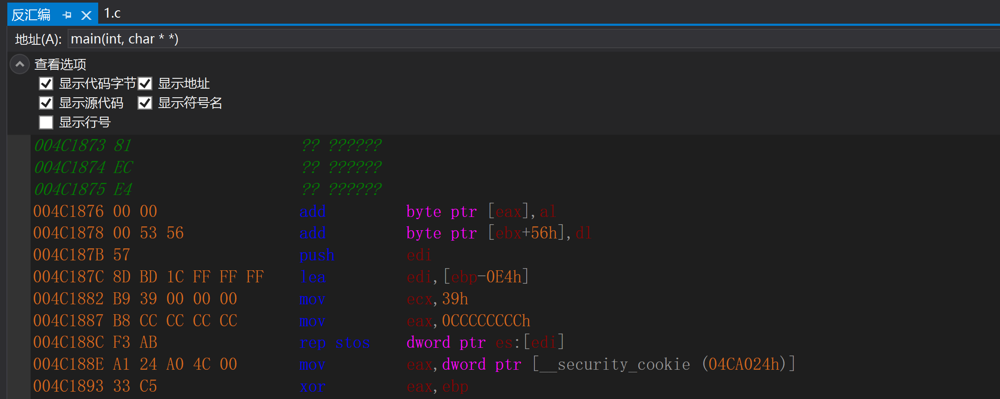 反汇编 1.c
地址(A): main(int, char * *)
查看选项
显示代码字节 显示地址
显示源代码 显示符号名
显示行号
004C1873 81 ?? ??????
004C1874 EC ?? ??????
004C1875 E4 ?? ??????
004C1876 00 00 add byte ptr [eax],al
004C1878 00 53 56 add byte ptr [ebx+56h],dl
004C187B 57 push edi
004C187C 8D BD 1C FF FF FF lea edi,[ebp-0E4h]
004C1882 B9 39 00 00 00 mov ecx,39h
004C1887 B8 CC CC CC CC mov eax,0CCCCCCCCh
004C188C F3 AB rep stos dword ptr es:[edi]
004C188E A1 24 A0 4C 00 mov eax,dword ptr [__security_cookie (04CA024h)]
004C1893 33 C5 xor eax,ebp